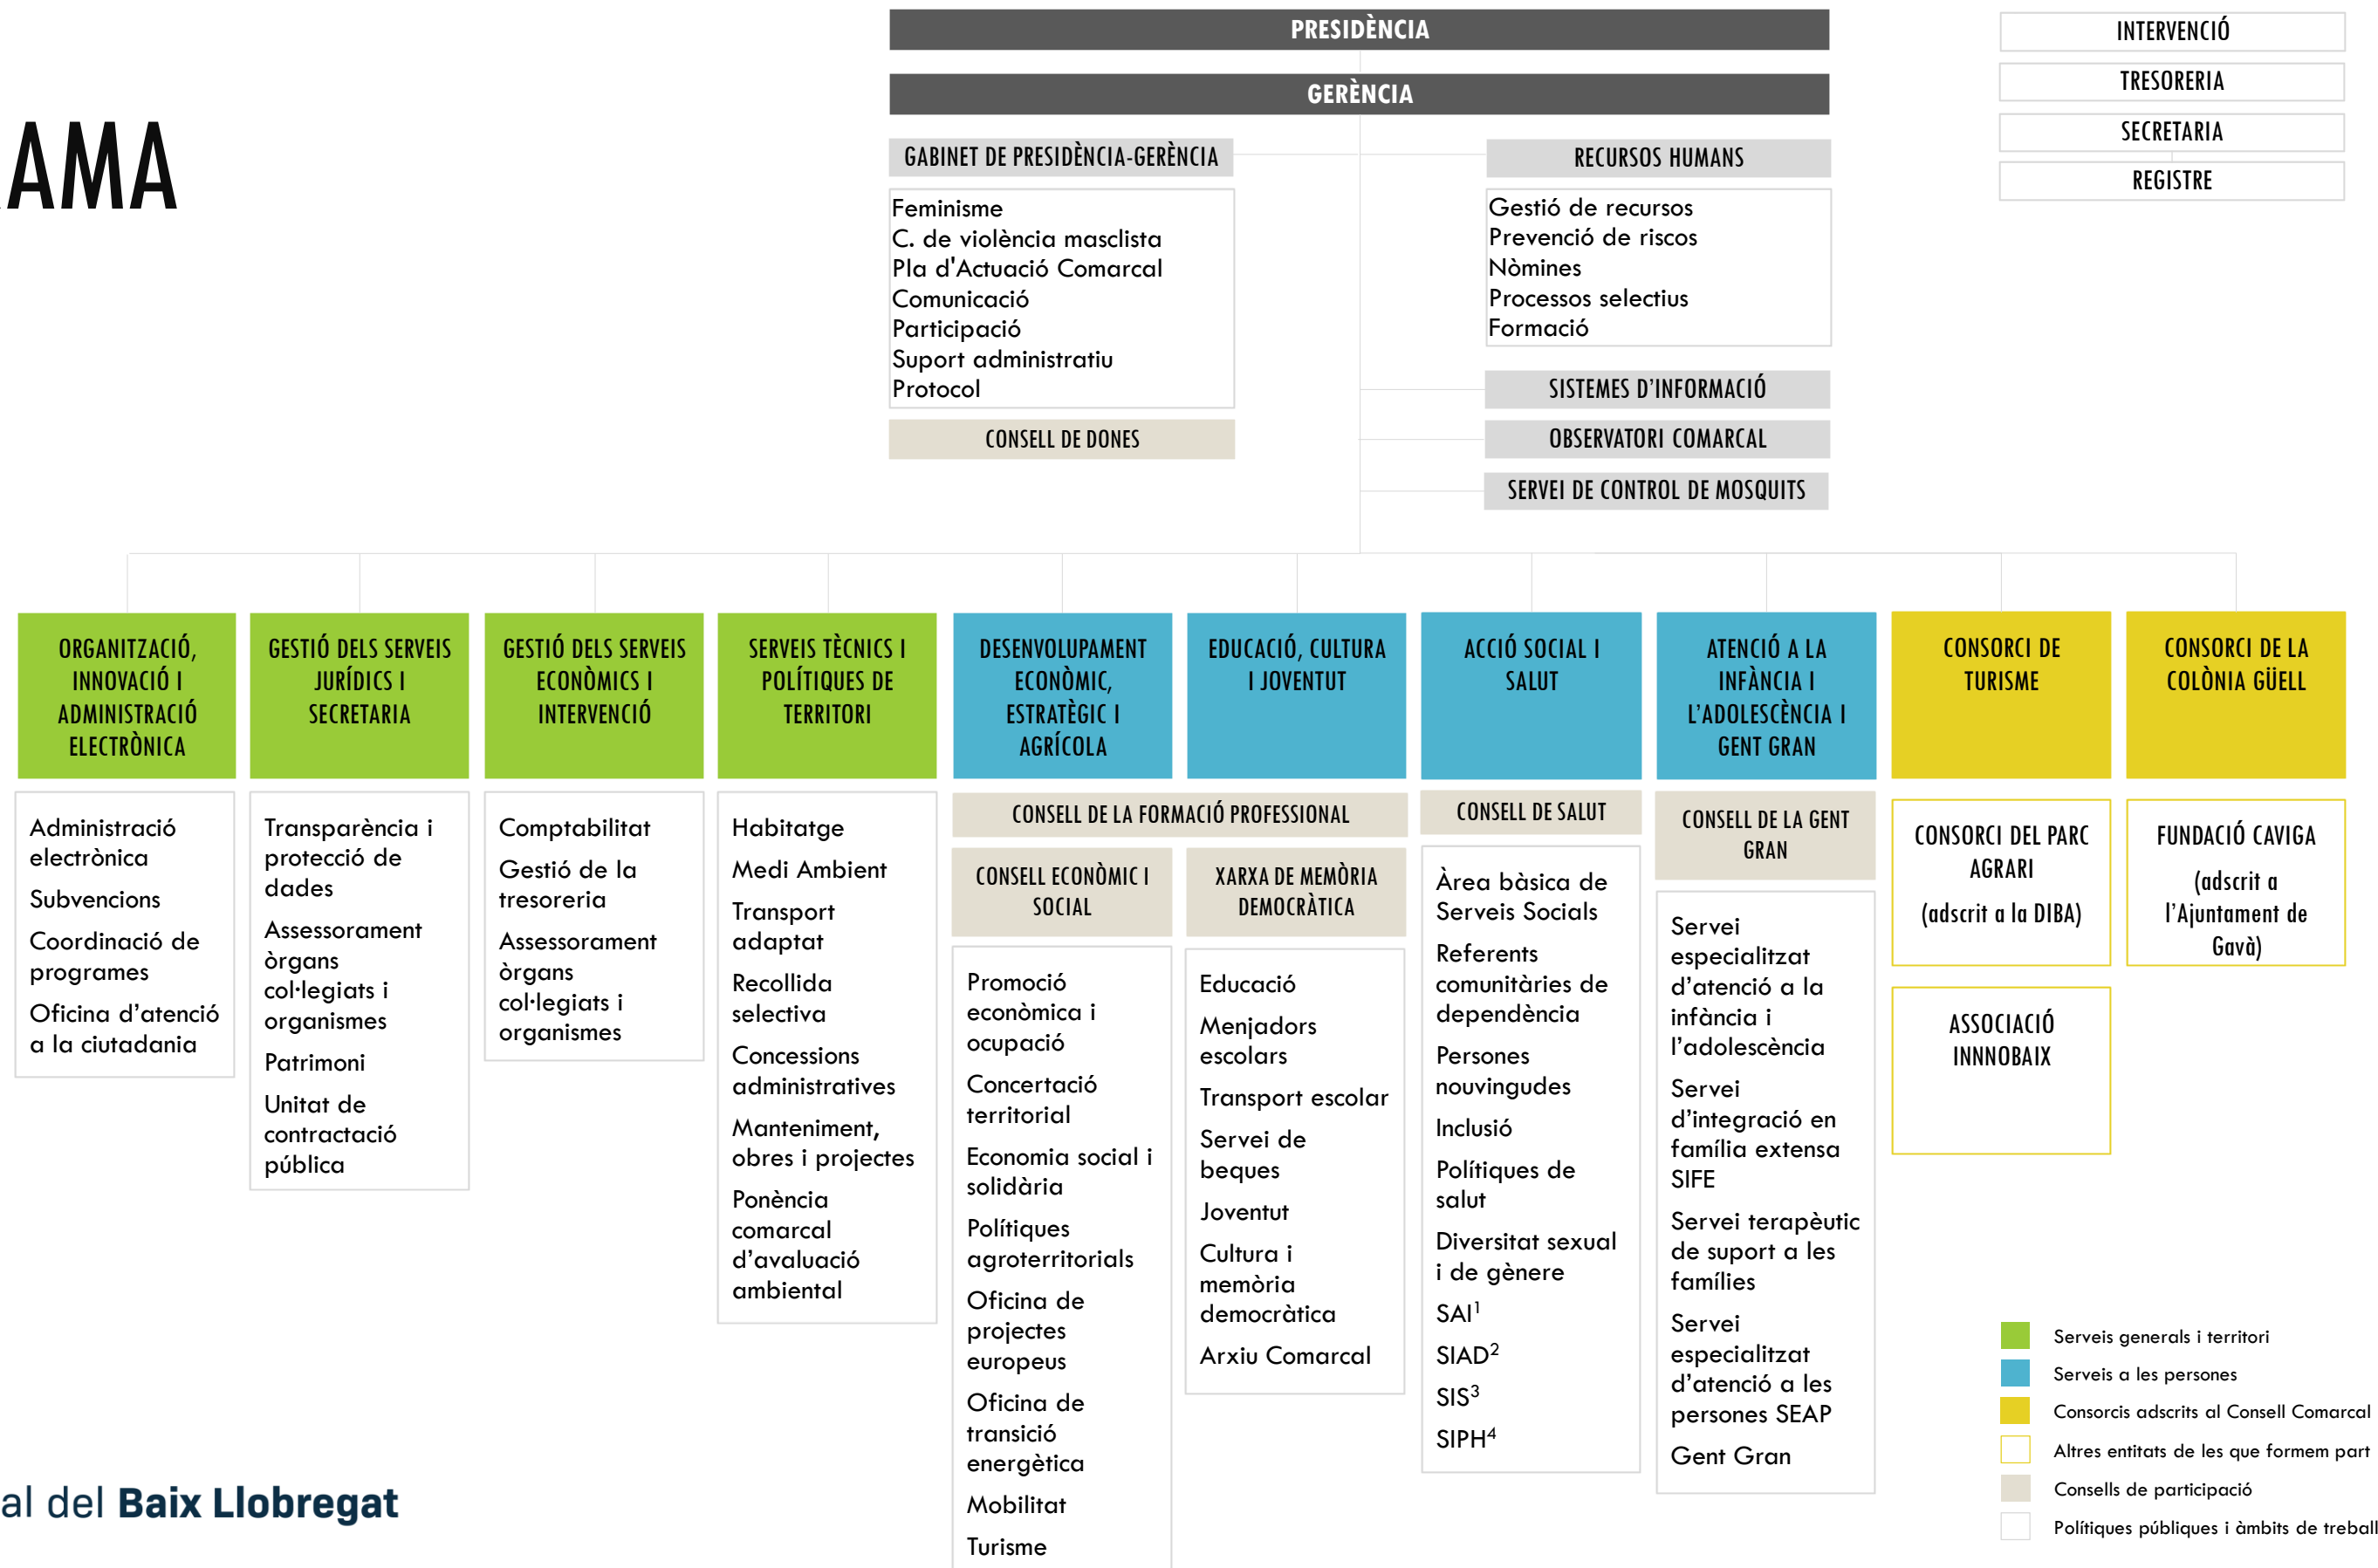 AMA
PRESIDÈNCIA
GERÈNCIA
GABINET DE PRESIDÈNCIA-GERÈNCIA
Feminisme
C. de violència masclista
Pla d'Actuació Comarcal
Comunicació
Participació
Suport administratiu
Protocol
CONSELL DE DONES
RECURSOS HUMANS
Gestió de recursos
Prevenció de riscos
Nòmines
Processos selectius
Formació
SISTEMES D'INFORMACIÓ
OBSERVATORI COMARCAL
SERVEI DE CONTROL DE MOSQUITS
INTERVENCIÓ
TRESORERIA
SECRETARIA
REGISTRE
ORGANITZACIÓ,
INNOVACIÓ I
ADMINISTRACIÓ
ELECTRÒNICA
Administració
electrònica
Subvencions
Coordinació de
programes
Oficina d'atenció
a la ciutadania
GESTIÓ DELS SERVEIS
JURÍDICS I
SECRETARIA
Transparència i
protecció de
dades
Assessorament
òrgans
col·legiats i
organismes
Patrimoni
Unitat de
contractació
pública
GESTIÓ DELS SERVEIS
ECONÒMICS I
INTERVENCIÓ
Comptabilitat
Gestió de la
tresoreria
Assessorament
òrgans
col·legiats i
organismes
SERVEIS TÈCNICS I
POLÍTIQUES DE
TERRITORI
Habitatge
Medi Ambient
Transport
adaptat
Recollida
selectiva
Concessions
administratives
Manteniment,
obres i projectes
Ponència
comarcal
d'avaluació
ambiental
DESENVOLUPAMENT
ECONÒMIC,
ESTRATÈGIC I
AGRÍCOLA
EDUCACIÓ, CULTURA
I JOVENTUT
CONSELL DE LA FORMACIÓ PROFESSIONAL
CONSELL ECONÒMIC I
SOCIAL
Promoció
econòmica i
ocupació
Concertació
territorial
Economia social i
solidària
Polítiques
agroterritorials
Oficina de
projectes
europeus
Oficina de
transició
energètica
Mobilitat
Turisme
XARXA DE MEMÒRIA
DEMOCRÀTICA
Educació
Menjadors
escolars
Transport escolar
Servei de
beques
Joventut
Cultura i
memòria
democràtica
Arxiu Comarcal
ACCIÓ SOCIAL I
SALUT
CONSELL DE SALUT
Àrea bàsica de
Serveis Socials
Referents
comunitàries de
dependència
Persones
nouvingudes
Inclusió
Polítiques de
salut
Diversitat sexual
i de gènere
SAI¹
SIAD²
SIS³
SIPH⁴
ATENCIÓ A LA
INFÀNCIA I
L'ADOLESCÈNCIA I
GENT GRAN
CONSELL DE LA GENT
GRAN
Servei
especialitzat
d'atenció a la
infància i
l'adolescència
Servei
d'integració en
família extensa
SIFE
Servei terapèutic
de suport a les
famílies
Servei
especialitzat
d'atenció a les
persones SEAP
Gent Gran
CONSORCI DE
TURISME
CONSORCI DEL PARC
AGRARI
(adscrit a la DIBA)
ASSOCIACIÓ
INNNOBAIX
CONSORCI DE LA
COLÒNIA GÜELL
FUNDACIÓ CAVIGA
(adscrit a
l'Ajuntament de
Gavà)
Serveis generals i territori
Serveis a les persones
Consorcis adscrits al Consell Comarcal
Altres entitats de les que formem part
Consells de participació
Polítiques públiques i àmbits de treball
al del Baix Llobregat